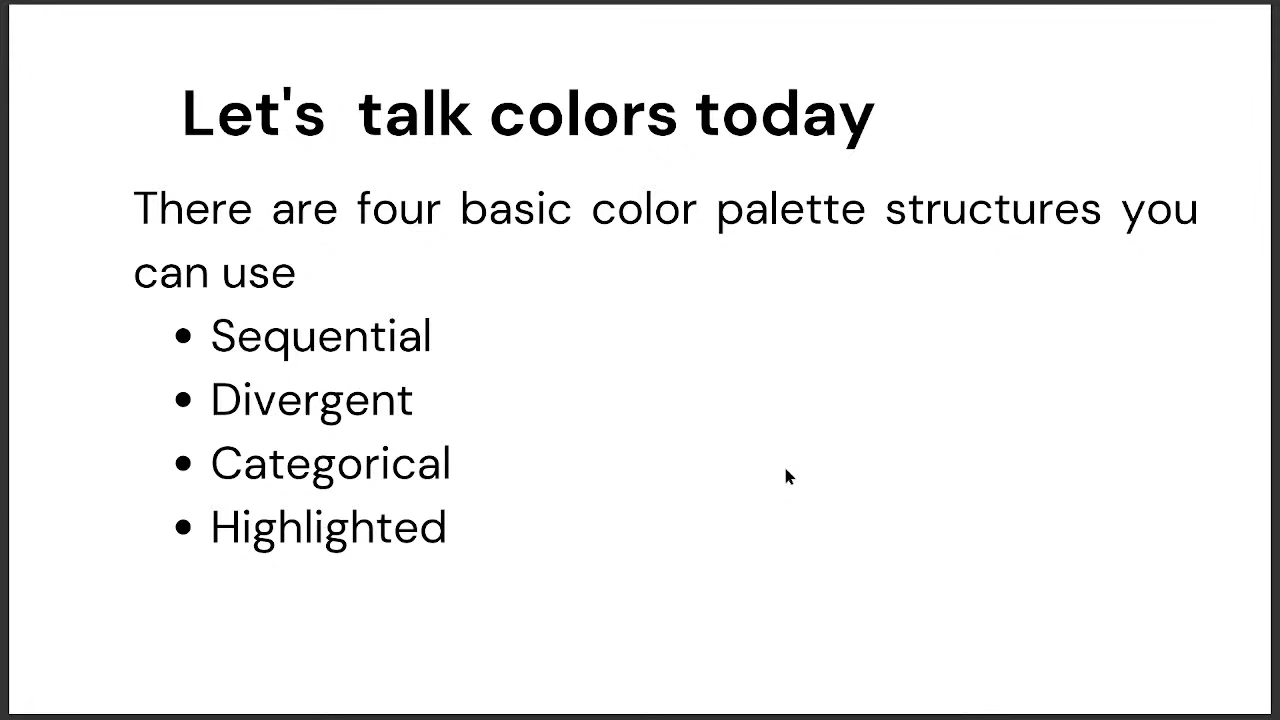 Let's talk colors today
There are four basic color palette structures you
can use
• Sequential
• Divergent
• Categorical
• Highlighted